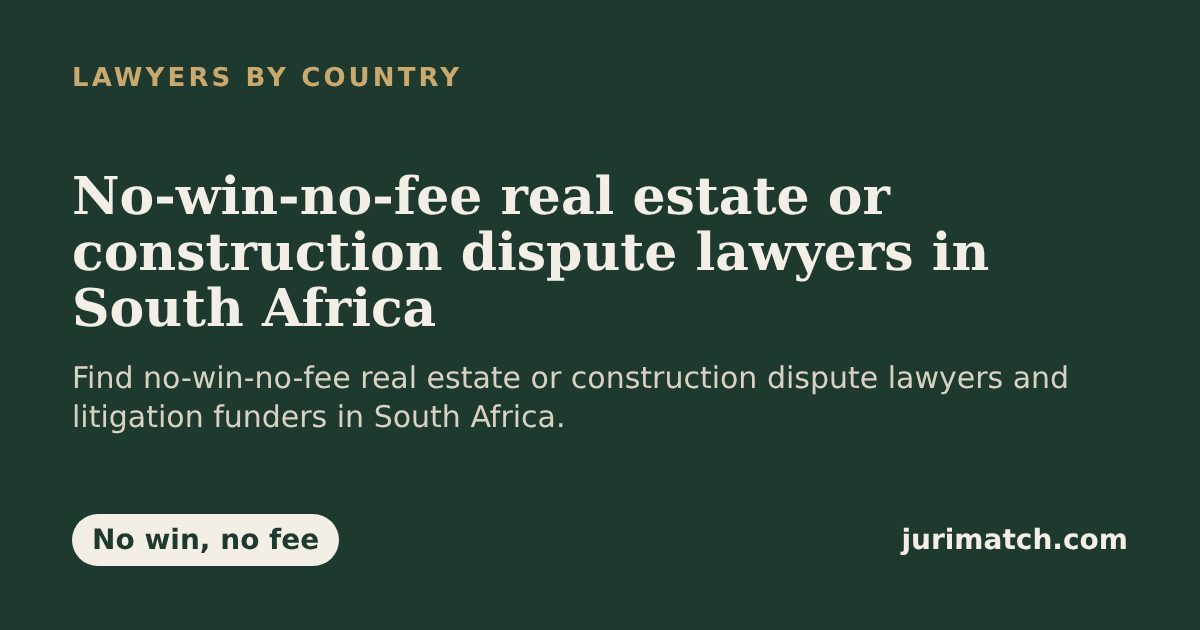 LAWYERS BY COUNTRY
No-win-no-fee real estate or
construction dispute lawyers in
South Africa
Find no-win-no-fee real estate or construction dispute lawyers and
litigation funders in South Africa.
No win, no fee
jurimatch.com